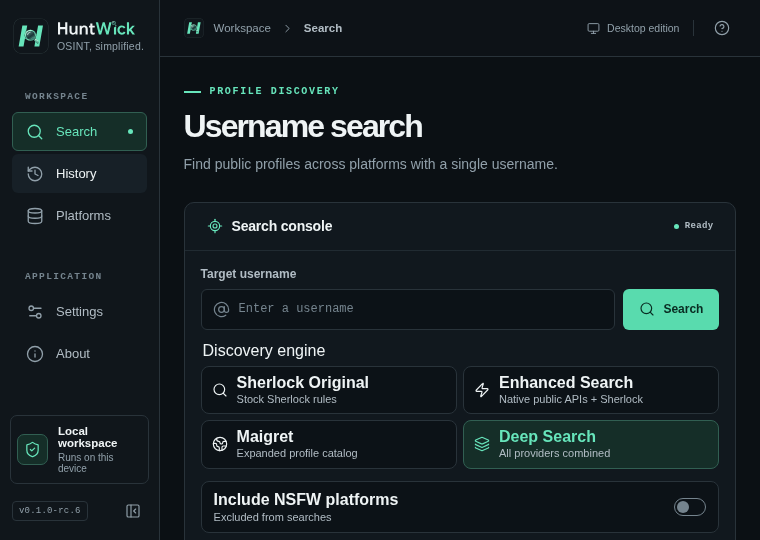 HuntWick
OSINT, simplified.
WORKSPACE
Search
History
Platforms
APPLICATION
Settings
About
Local workspace
Runs on this device
v0.1.0-rc.6
Workspace > Search
Desktop edition
PROFILE DISCOVERY
Username search
Find public profiles across platforms with a single username.
Search console
Ready
Target username
Enter a username
Search
Discovery engine
Sherlock Original
Stock Sherlock rules
Enhanced Search
Native public APIs + Sherlock
Maigret
Expanded profile catalog
Deep Search
All providers combined
Include NSFW platforms
Excluded from searches